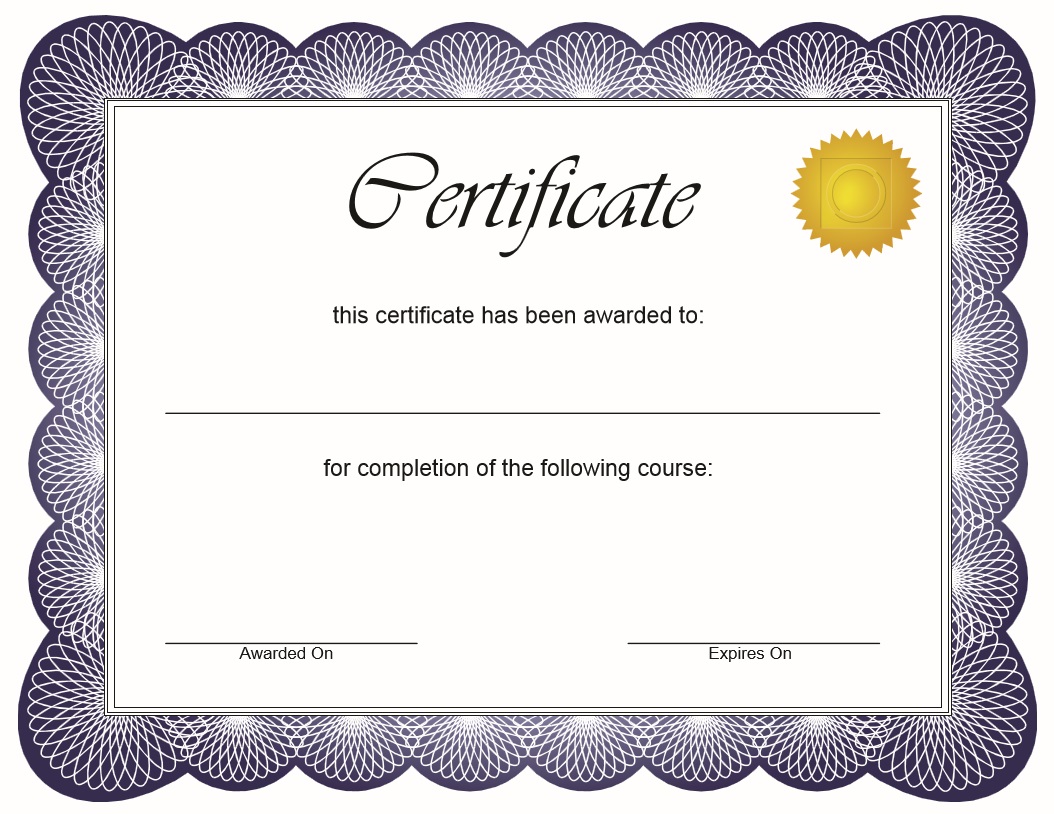 Certificate
this certificate has been awarded to:
for completion of the following course:
Awarded On
Expires On